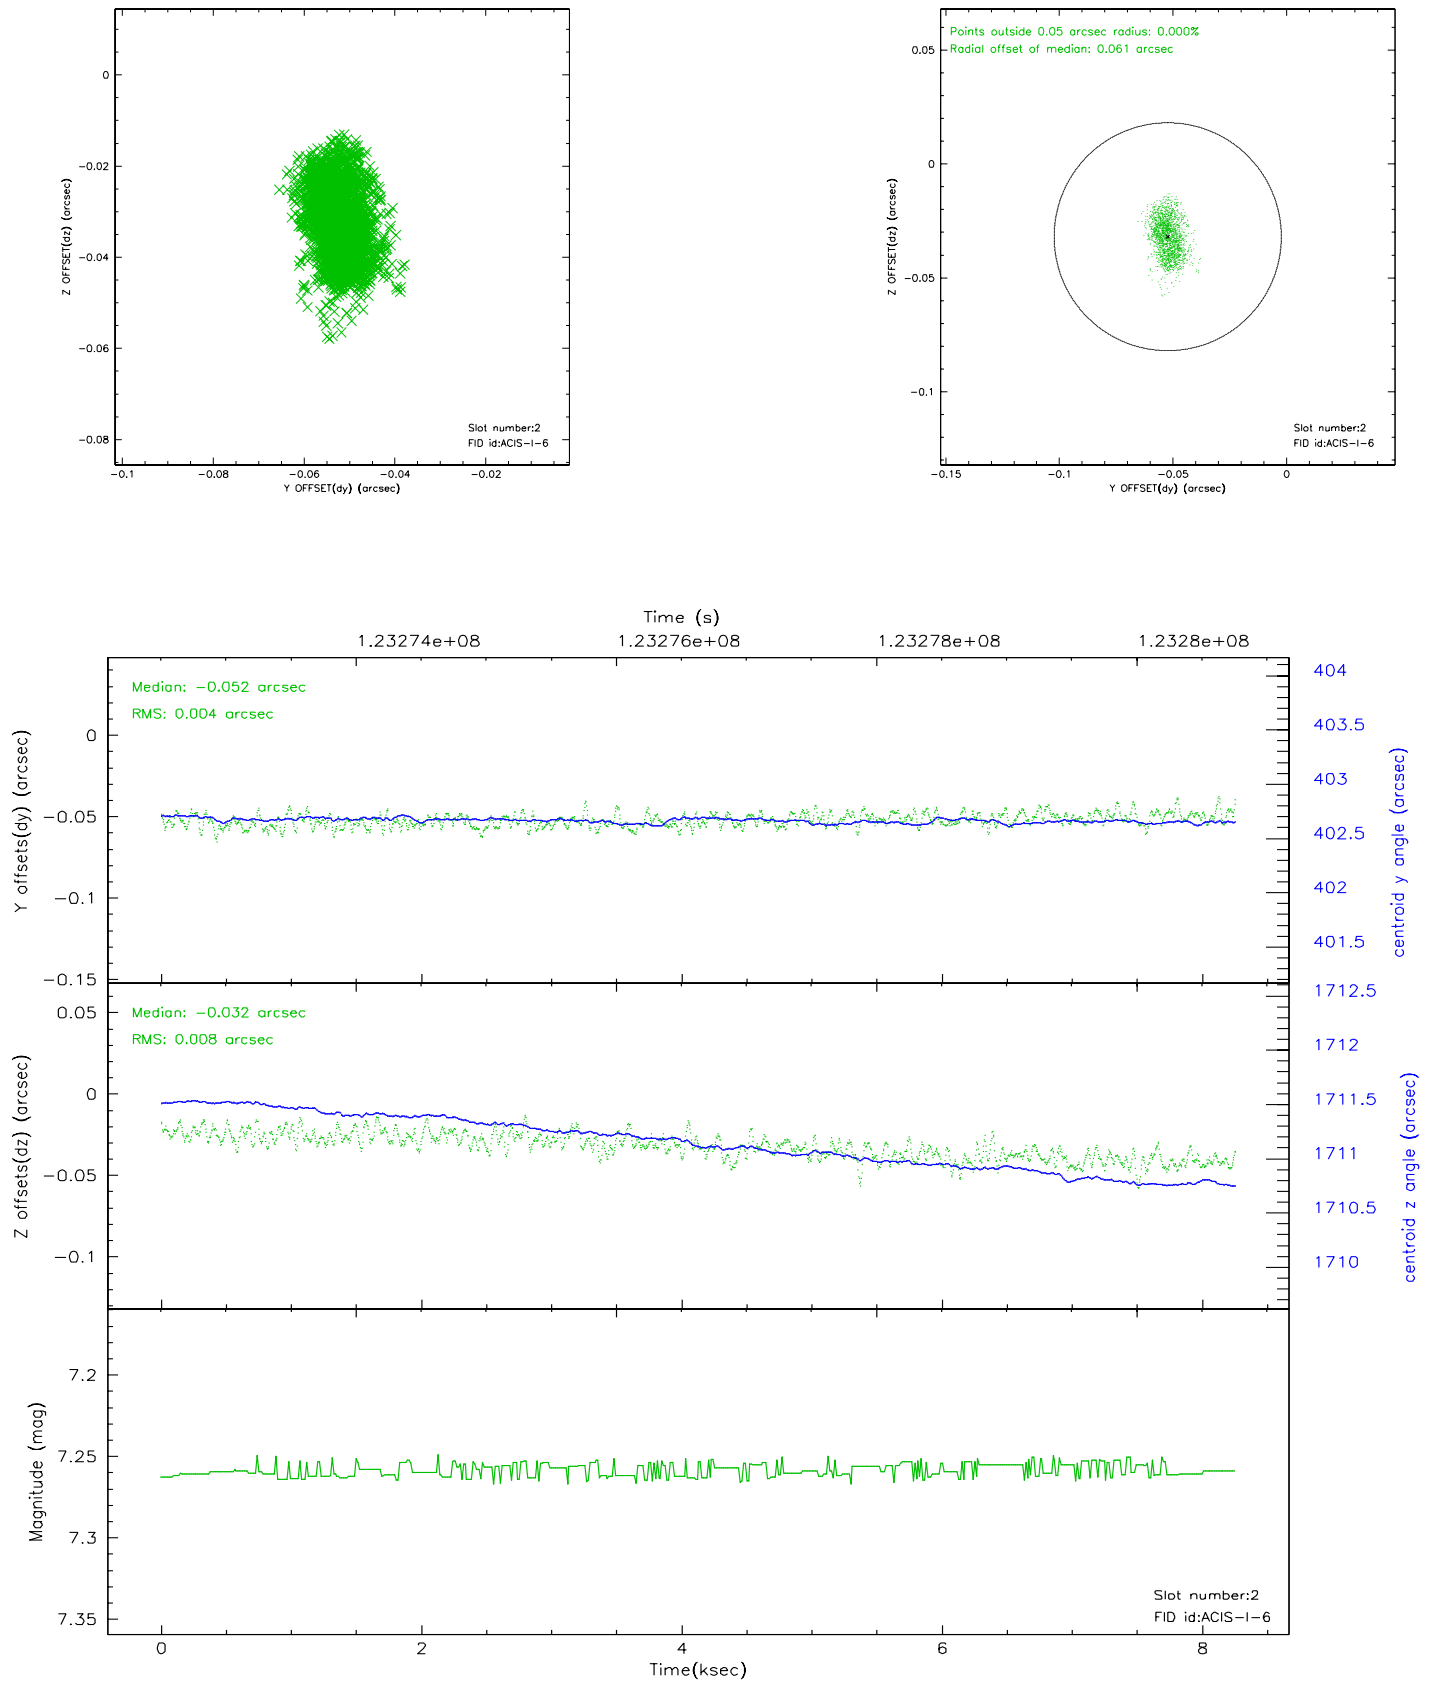 0
-0.02
-0.04
-0.06
-0.08
Z OFFSET(dz) (arcsec)
Slot number:2
FID id:ACIS-I-6
-0.1 -0.08 -0.06 -0.04 -0.02
Y OFFSET(dy) (arcsec)
Points outside 0.05 arcsec radius: 0.000%
Radial offset of median: 0.061 arcsec
0.05
0
-0.05
-0.1
Z OFFSET(dz) (arcsec)
Slot number:2
FID id:ACIS-I-6
-0.15 -0.1 -0.05 0
Y OFFSET(dy) (arcsec)
Time (s)
1.23274e+08 1.23276e+08 1.23278e+08 1.2328e+08
Median: -0.052 arcsec
RMS: 0.004 arcsec
0
-0.05
-0.1
-0.15
Y offsets(dy) (arcsec)
404
403.5
403
402.5
402
401.5
centroid y angle (arcsec)
Median: -0.032 arcsec
RMS: 0.008 arcsec
0.05
0
-0.05
-0.1
Z offsets(dz) (arcsec)
1712.5
1712
1711.5
1711
1710.5
1710
centroid z angle (arcsec)
7.2
7.25
7.3
7.35
Magnitude (mag)
Slot number:2
FID id:ACIS-I-6
0 2 4 6 8
Time(ksec)